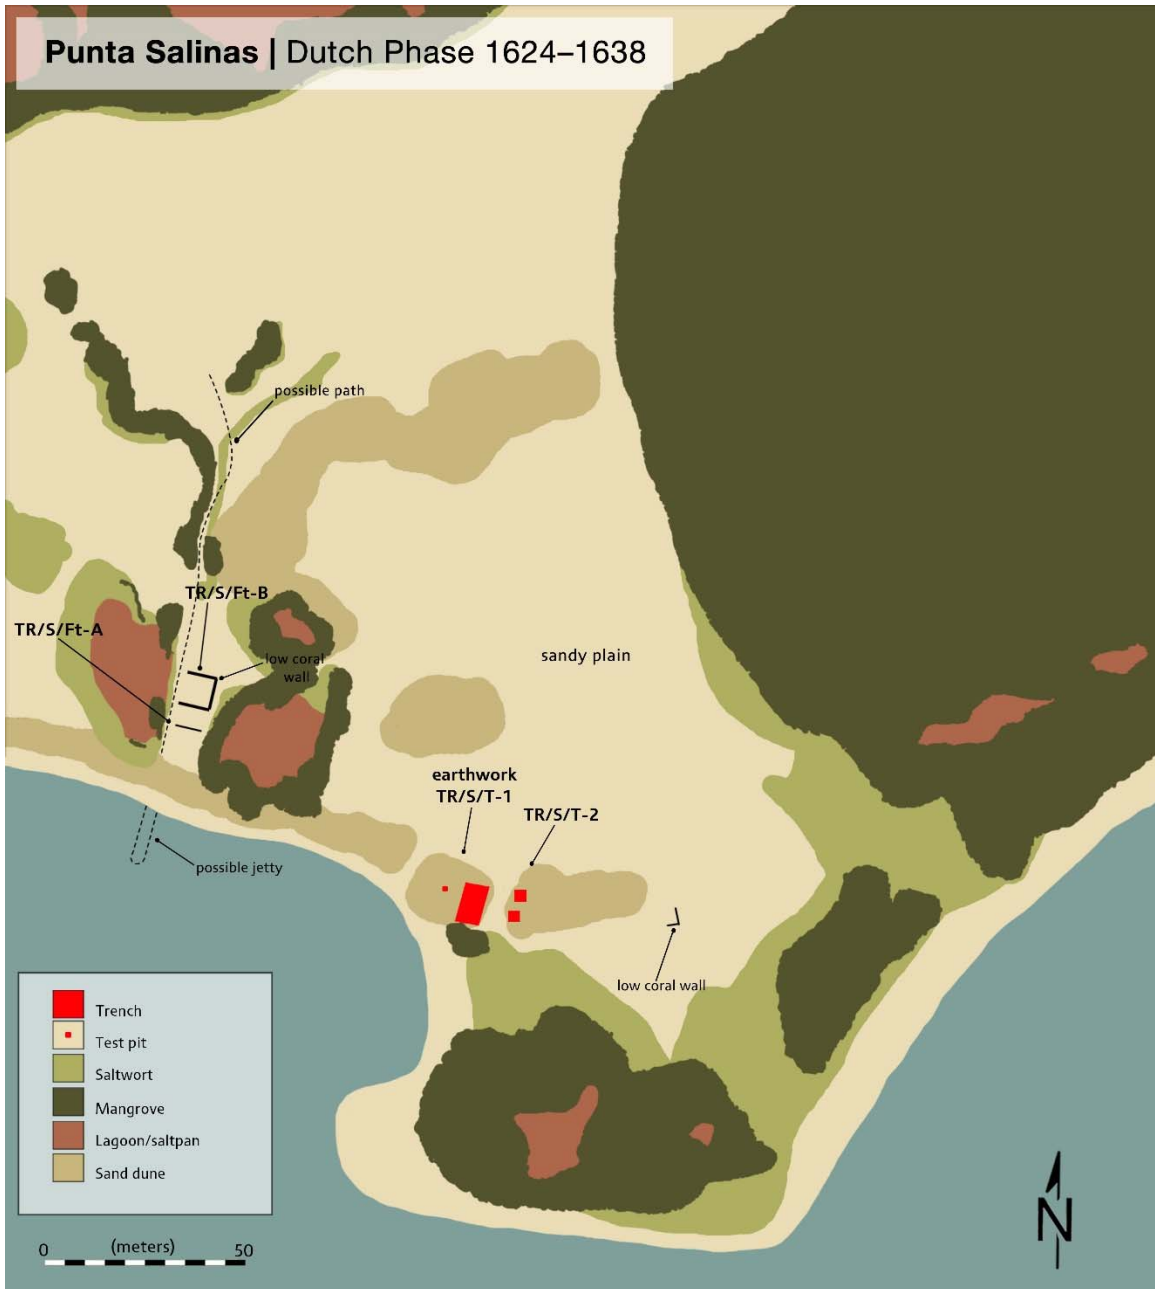 Punta Salinas | Dutch Phase 1624–1638
possible path
TR/S/Ft-B
TR/S/Ft-A
low coral
wall
sandy plain
earthwork
TR/S/T-1
TR/S/T-2
possible jetty
low coral wall
Trench
Test pit
Saltwort
Mangrove
Lagoon/saltpan
Sand dune
0 (meters) 50
N